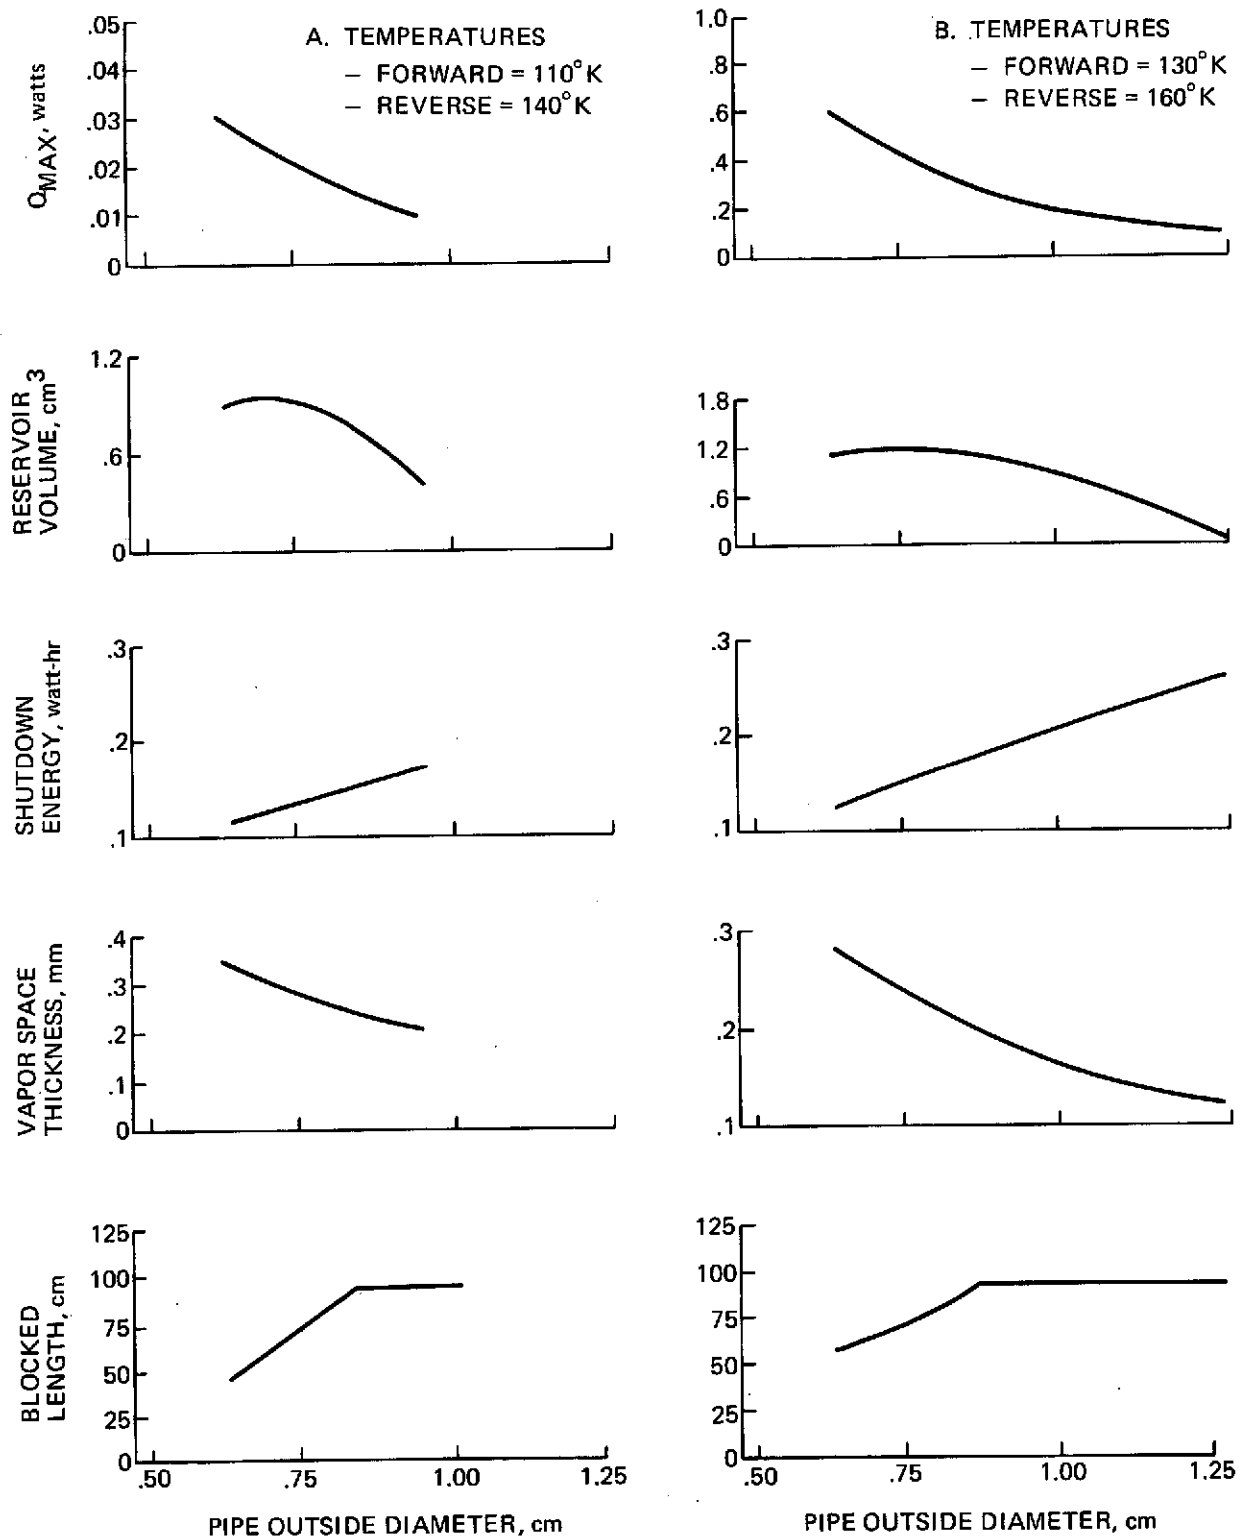 A. TEMPERATURES
– FORWARD = 110°K
– REVERSE = 140°K
QMAX, watts
.05
.04
.03
.02
.01
0
B. TEMPERATURES
– FORWARD = 130°K
– REVERSE = 160°K
1.0
.8
.6
.4
.2
0
RESERVOIR
VOLUME, cm3
1.2
.6
0
1.8
1.2
.6
0
SHUTDOWN
ENERGY, watt-hr
.3
.2
.1
.3
.2
.1
VAPOR SPACE
THICKNESS, mm
.4
.3
.2
.1
0
.3
.2
.1
BLOCKED
LENGTH, cm
125
100
75
50
25
0
125
100
75
50
25
0
.50 .75 1.00 1.25
.50 .75 1.00 1.25
PIPE OUTSIDE DIAMETER, cm
PIPE OUTSIDE DIAMETER, cm